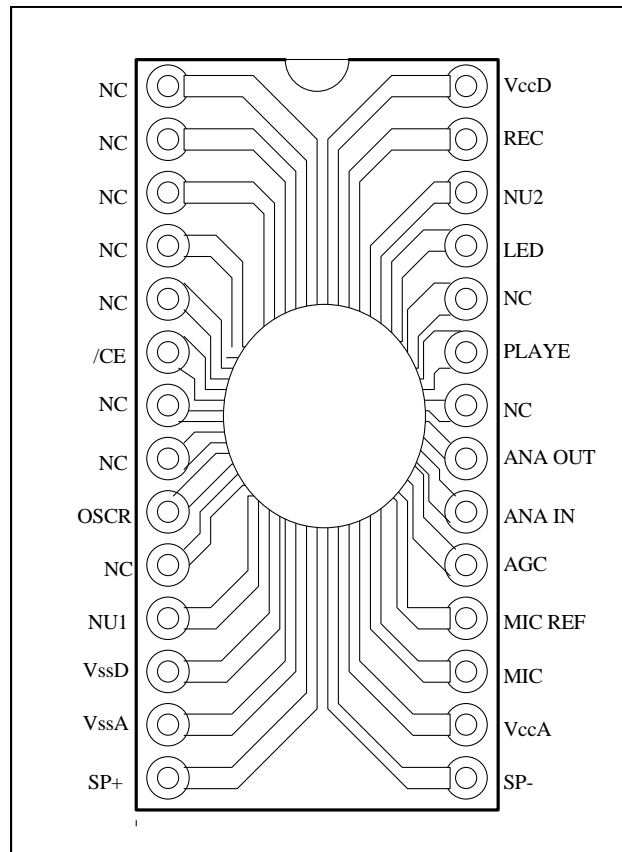 NC VccD
NC REC
NC NU2
NC LED
NC NC
/CE PLAYE
NC NC
NC ANA OUT
OSCR ANA IN
NC AGC
NU1 MIC REF
VssD MIC
VssA VccA
SP+ SP-